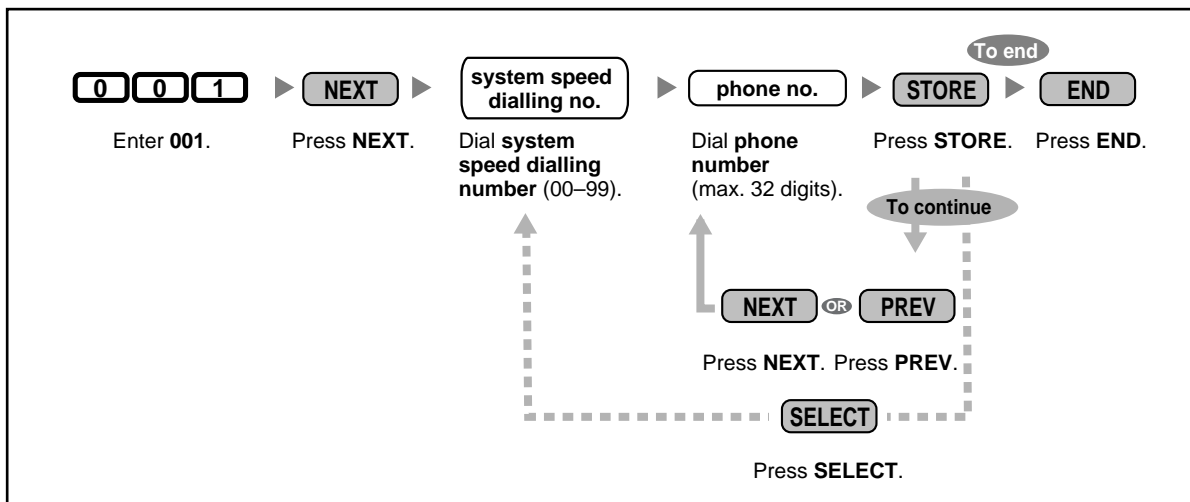 To end
0 0 1
NEXT
system speed
dialling no.
phone no.
STORE
END
Enter 001.
Press NEXT.
Dial system
speed dialling
number (00–99).
Dial phone
number
(max. 32 digits).
Press STORE.
Press END.
To continue
NEXT
OR
PREV
Press NEXT.
Press PREV.
SELECT
Press SELECT.